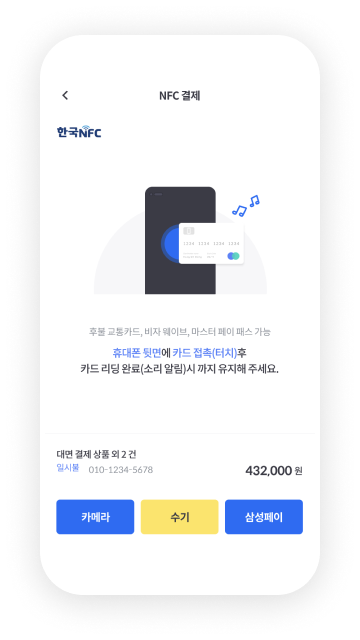 NFC 결제
한국NFC
1234 1234 1234 1234
후불 교통카드, 비자 웨이브, 마스터 페이 패스 가능
휴대폰 뒷면에 카드 접촉(터치)후
카드 리딩 완료(소리 알림)시 까지 유지해 주세요.
대면 결제 상품 외 2 건
일시불 010-1234-5678
432,000 원
카메라 수기 삼성페이